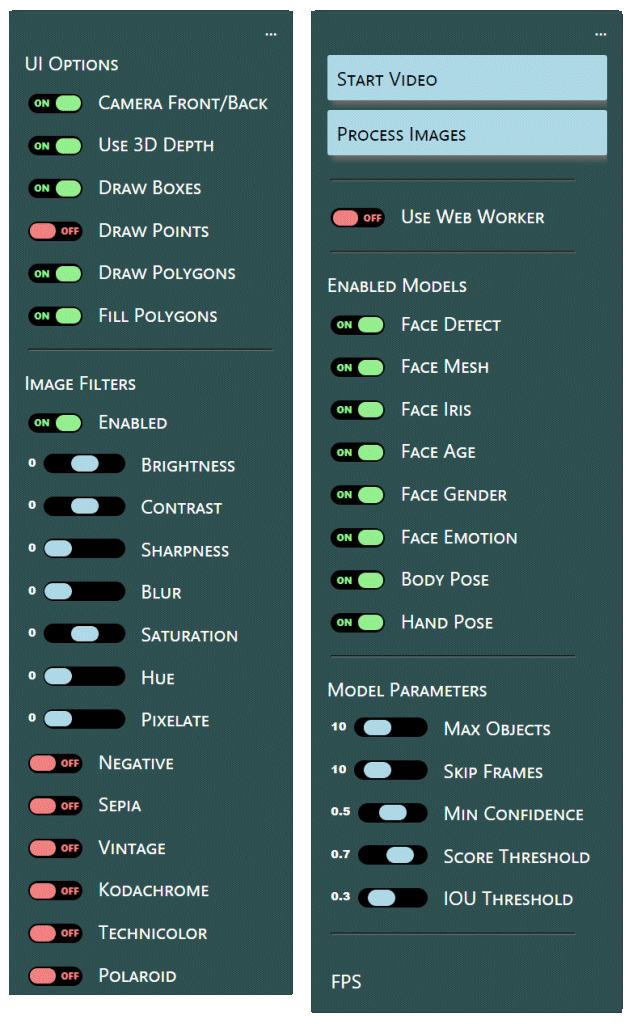 ...
UI Options
ON Camera Front/Back
ON Use 3D Depth
ON Draw Boxes
OFF Draw Points
ON Draw Polygons
ON Fill Polygons
Image Filters
ON Enabled
0 Brightness
0 Contrast
0 Sharpness
0 Blur
0 Saturation
0 Hue
0 Pixelate
OFF Negative
OFF Sepia
OFF Vintage
OFF Kodachrome
OFF Technicolor
OFF Polaroid
...
Start Video
Process Images
OFF Use Web Worker
Enabled Models
ON Face Detect
ON Face Mesh
ON Face Iris
ON Face Age
ON Face Gender
ON Face Emotion
ON Body Pose
ON Hand Pose
Model Parameters
10 Max Objects
10 Skip Frames
0.5 Min Confidence
0.7 Score Threshold
0.3 IOU Threshold
FPS